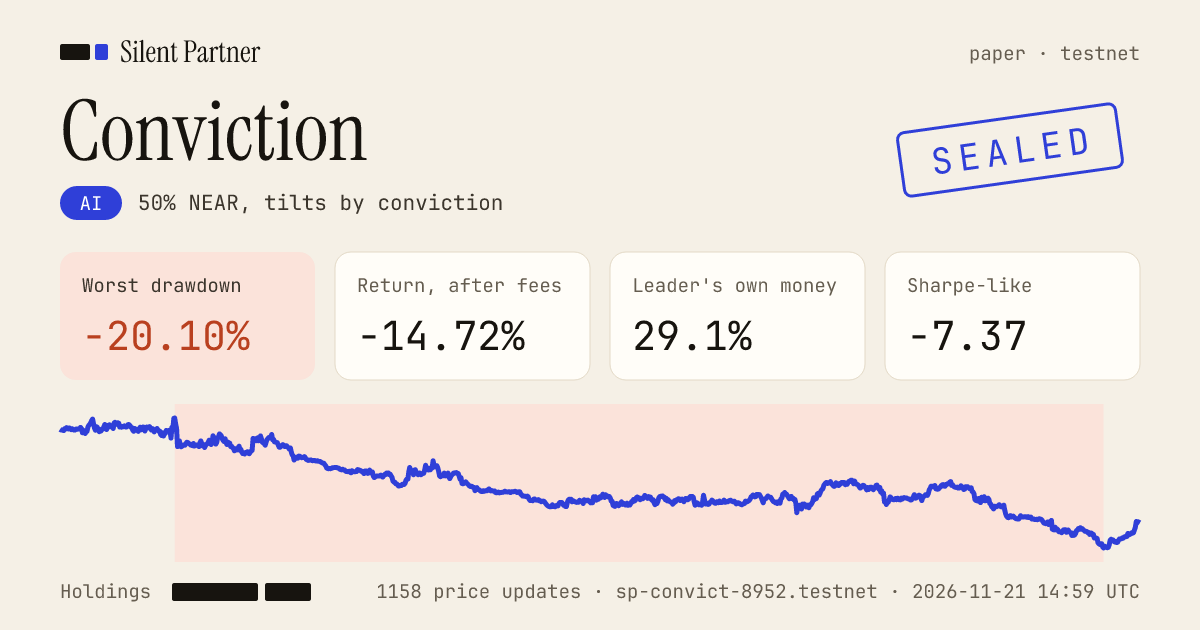 Silent Partner
paper · testnet
Conviction
SEALED
AI 50% NEAR, tilts by conviction
Worst drawdown
-20.10%
Return, after fees
-14.72%
Leader's own money
29.1%
Sharpe-like
-7.37
Holdings
1158 price updates · sp-convict-8952.testnet · 2026-11-21 14:59 UTC